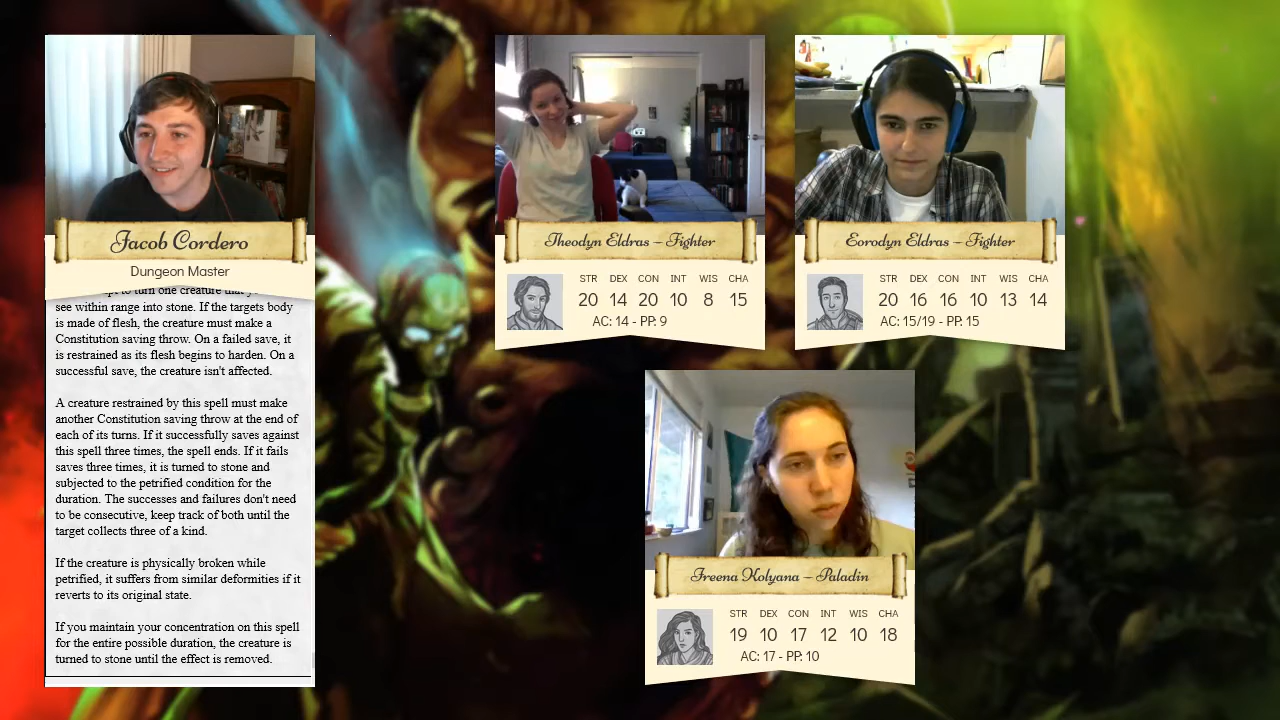 Jacob Cordero
Dungeon Master
to turn one creature that
see within range into stone. If the targets body
is made of flesh, the creature must make a
Constitution saving throw. On a failed save, it
is restrained as its flesh begins to harden. On a
successful save, the creature isn't affected.
A creature restrained by this spell must make
another Constitution saving throw at the end of
each of its turns. If it successfully saves against
this spell three times, the spell ends. If it fails
saves three times, it is turned to stone and
subjected to the petrified condition for the
duration. The successes and failures don't need
to be consecutive, keep track of both until the
target collects three of a kind.
If the creature is physically broken while
petrified, it suffers from similar deformities if it
reverts to its original state.
If you maintain your concentration on this spell
for the entire possible duration, the creature is
turned to stone until the effect is removed.
Theodyn Eldras – Fighter
STR DEX CON INT WIS CHA
20 14 20 10 8 15
AC: 14 - PP: 9
Eorodyn Eldras – Fighter
STR DEX CON INT WIS CHA
20 16 16 10 13 14
AC: 15/19 - PP: 15
Freena Kolyana – Paladin
STR DEX CON INT WIS CHA
19 10 17 12 10 18
AC: 17 - PP: 10